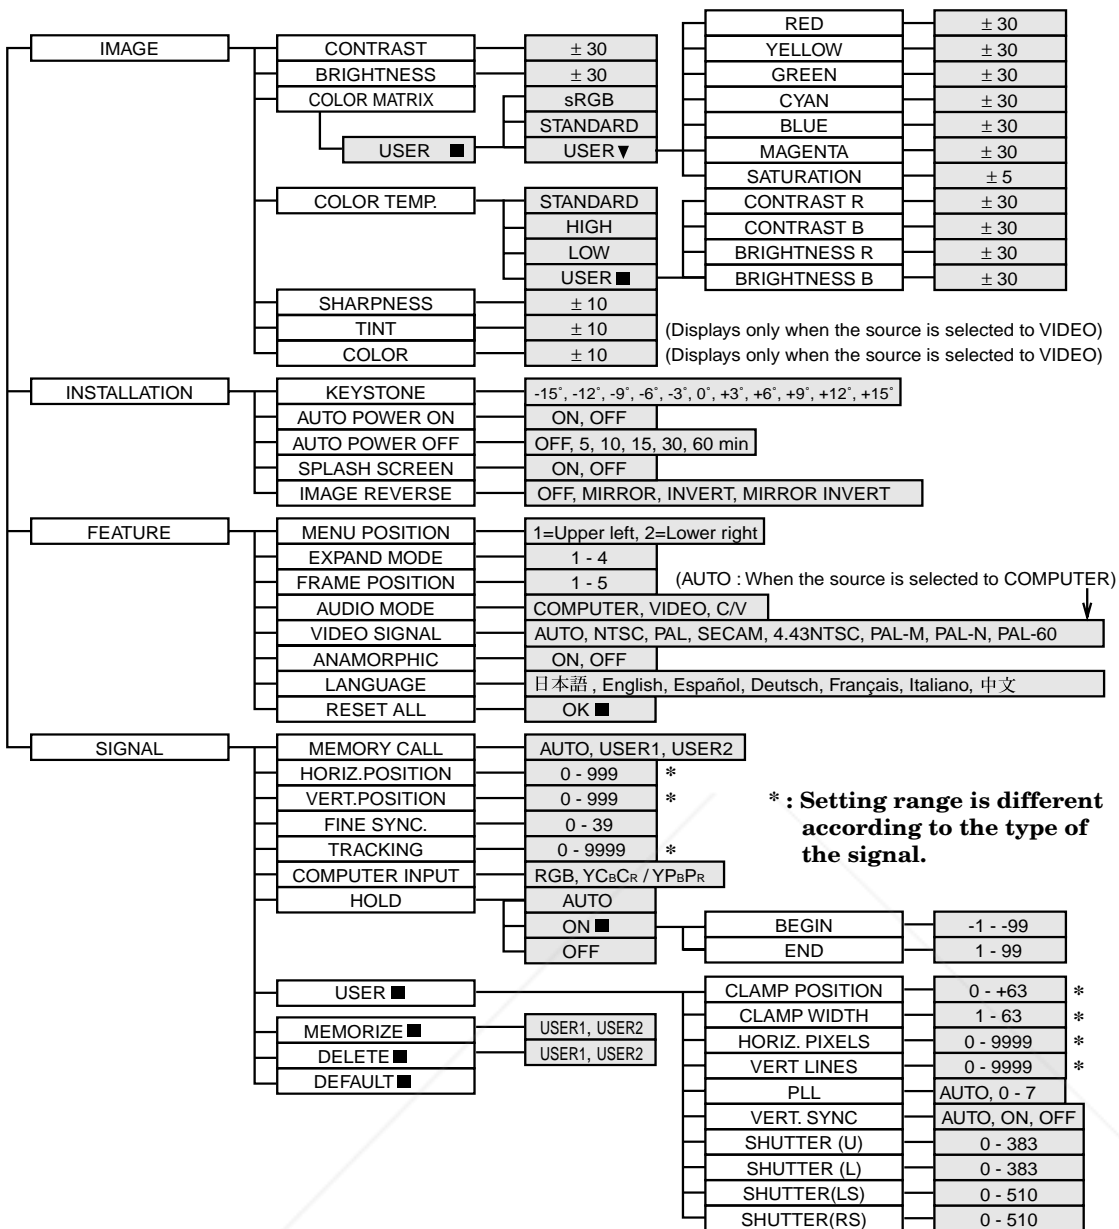 RED ± 30
IMAGE CONTRAST ± 30 YELLOW ± 30
BRIGHTNESS ± 30 GREEN ± 30
COLOR MATRIX sRGB CYAN ± 30
STANDARD BLUE ± 30
USER ■ USER▼ MAGENTA ± 30
SATURATION ± 5
COLOR TEMP. STANDARD CONTRAST R ± 30
HIGH CONTRAST B ± 30
LOW BRIGHTNESS R ± 30
USER■ BRIGHTNESS B ± 30
SHARPNESS ± 10
TINT ± 10 (Displays only when the source is selected to VIDEO)
COLOR ± 10 (Displays only when the source is selected to VIDEO)
INSTALLATION KEYSTONE -15°, -12°, -9°, -6°, -3°, 0°, +3°, +6°, +9°, +12°, +15°
AUTO POWER ON ON, OFF
AUTO POWER OFF OFF, 5, 10, 15, 30, 60 min
SPLASH SCREEN ON, OFF
IMAGE REVERSE OFF, MIRROR, INVERT, MIRROR INVERT
FEATURE MENU POSITION 1=Upper left, 2=Lower right
EXPAND MODE 1 - 4
FRAME POSITION 1 - 5 (AUTO : When the source is selected to COMPUTER)
AUDIO MODE COMPUTER, VIDEO, C/V
VIDEO SIGNAL AUTO, NTSC, PAL, SECAM, 4.43NTSC, PAL-M, PAL-N, PAL-60
ANAMORPHIC ON, OFF
LANGUAGE 日本語 , English, Español, Deutsch, Français, Italiano, 中文
RESET ALL OK ■
SIGNAL MEMORY CALL AUTO, USER1, USER2
HORIZ.POSITION 0 - 999 *
VERT.POSITION 0 - 999 * * : Setting range is different
FINE SYNC. 0 - 39 according to the type of
TRACKING 0 - 9999 * the signal.
COMPUTER INPUT RGB, YCBCR / YPBPR
HOLD AUTO
ON ■ BEGIN -1 - -99
OFF END 1 - 99
USER ■ CLAMP POSITION 0 - +63 *
CLAMP WIDTH 1 - 63 *
MEMORIZE■ USER1, USER2 HORIZ. PIXELS 0 - 9999 *
DELETE■ USER1, USER2 VERT LINES 0 - 9999 *
DEFAULT■ PLL AUTO, 0 - 7
VERT. SYNC AUTO, ON, OFF
SHUTTER (U) 0 - 383
SHUTTER (L) 0 - 383
SHUTTER(LS) 0 - 510
SHUTTER(RS) 0 - 510